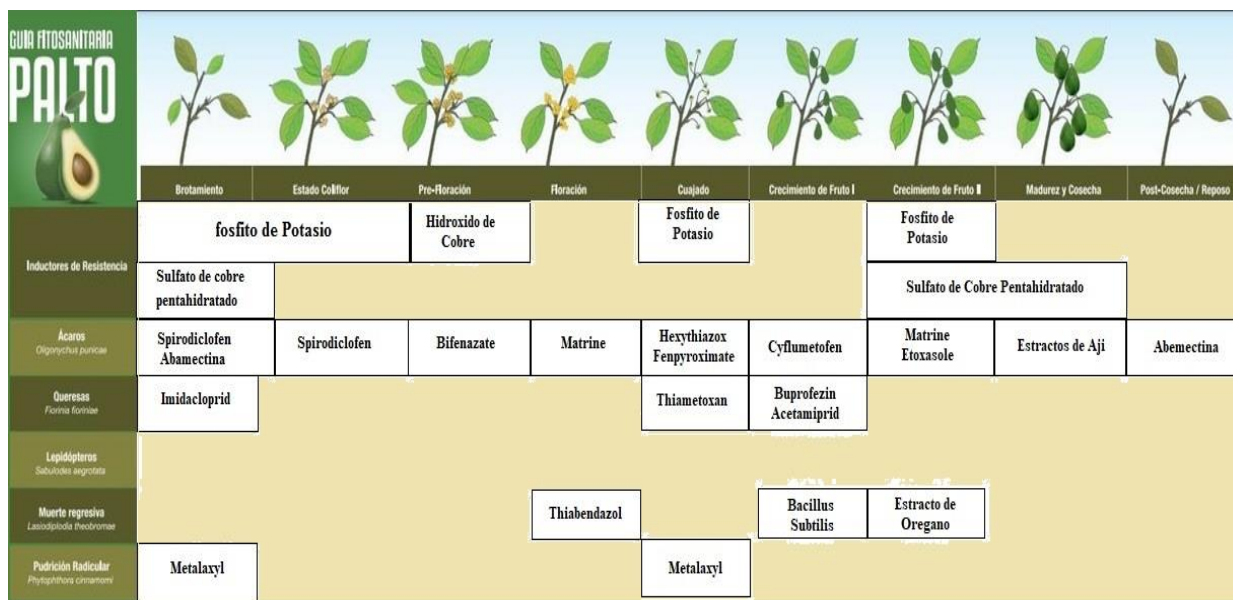 GUIA FITOSANITARIA
PALTO
Brotamiento
Estado Coliflor
Pre-Floración
Floración
Cuajado
Crecimiento de Fruto I
Crecimiento de Fruto II
Madurez y Cosecha
Post-Cosecha / Reposo
Inductores de Resistencia
fosfito de Potasio
Hidroxido de
Cobre
Fosfito de
Potasio
Fosfito de
Potasio
Sulfato de cobre
pentahidratado
Sulfato de Cobre Pentahidratado
Ácaros
Oligonychus punicae
Spirodiclofen
Abamectina
Spirodiclofen
Bifenazate
Matrine
Hexythiazox
Fenpyroximate
Cyflumetofen
Matrine
Etoxasole
Estractos de Aji
Abemectina
Queresas
Fiorinia fioriniae
Imidacloprid
Thiametoxan
Buprofezin
Acetamiprid
Lepidópteros
Sabulodes aegrotata
Muerte regresiva
Lasiodiplodia theobromae
Thiabendazol
Bacillus
Subtilis
Estracto de
Oregano
Pudrición Radicular
Phytophthora cinnamomi
Metalaxyl
Metalaxyl